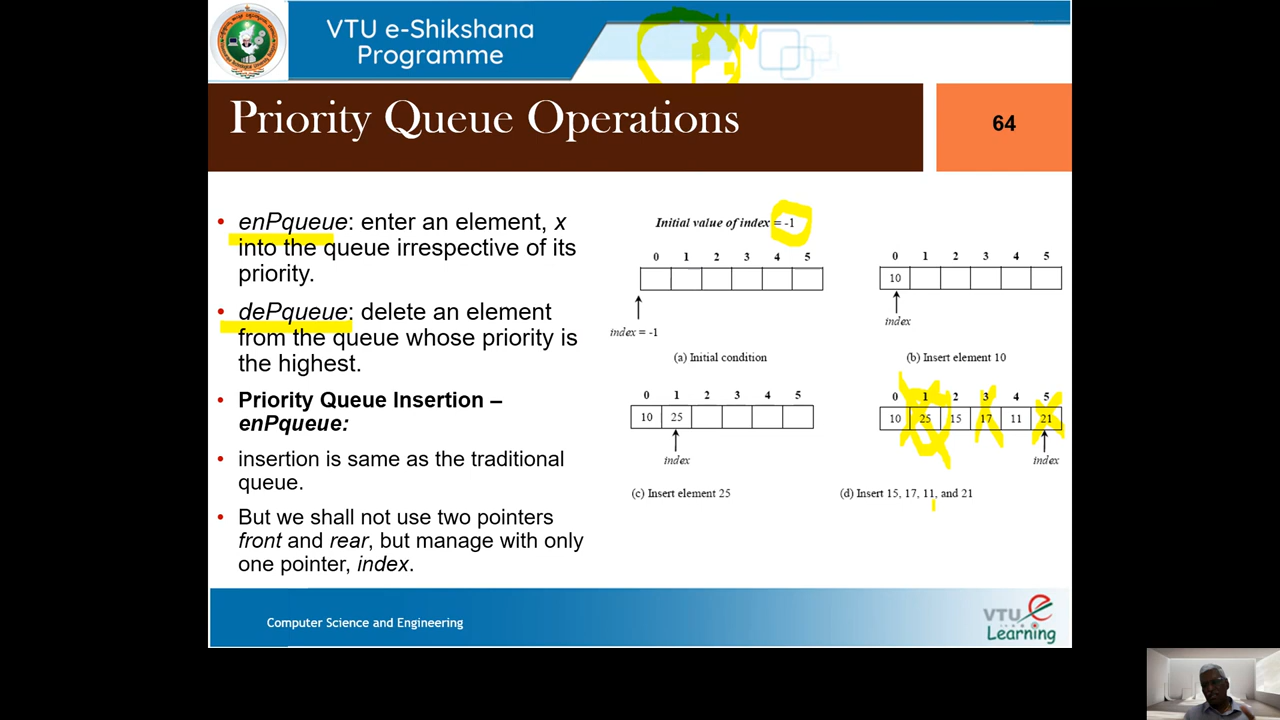 VTU e-Shikshana
Programme
Priority Queue Operations
64
• enPqueue: enter an element, x
into the queue irrespective of its
priority.
• dePqueue: delete an element
from the queue whose priority is
the highest.
• Priority Queue Insertion –
enPqueue:
• insertion is same as the traditional
queue.
• But we shall not use two pointers
front and rear, but manage with only
one pointer, index.
Initial value of index = -1
0 1 2 3 4 5
index = -1
(a) Initial condition
0 1 2 3 4 5
10
index
(b) Insert element 10
0 1 2 3 4 5
10 25
index
(c) Insert element 25
0 1 2 3 4 5
10 25 15 17 11 21
index
(d) Insert 15, 17, 11, and 21
Computer Science and Engineering
VTU e
Learning